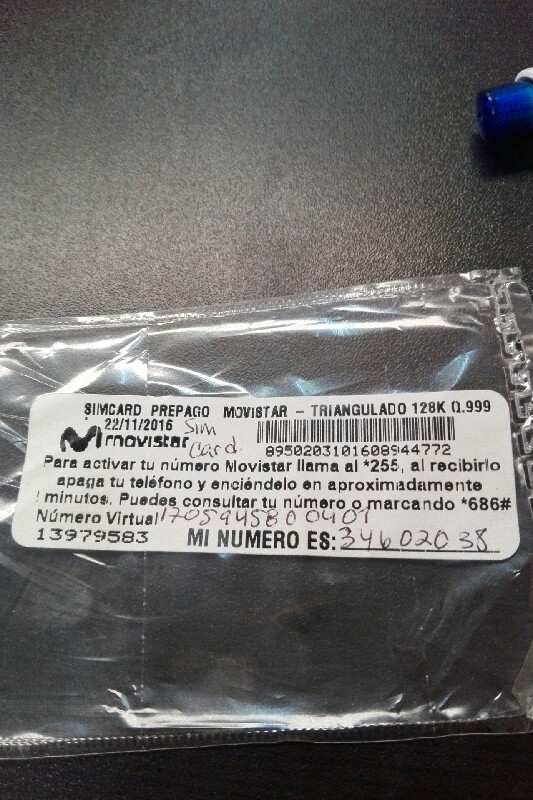 SIMCARD PREPAGO MOVISTAR - TRIANGULADO 128K Q.999
22/11/2016 Sim
movistar Card.
8950203101608944772
Para activar tu número Movistar llama al *255, al recibirlo
apaga tu teléfono y enciéndelo en aproximadamente
minutos. Puedes consultar tu número o marcando *686#
Número Virtual 1705945800401
13979583 MI NUMERO ES: 34602038